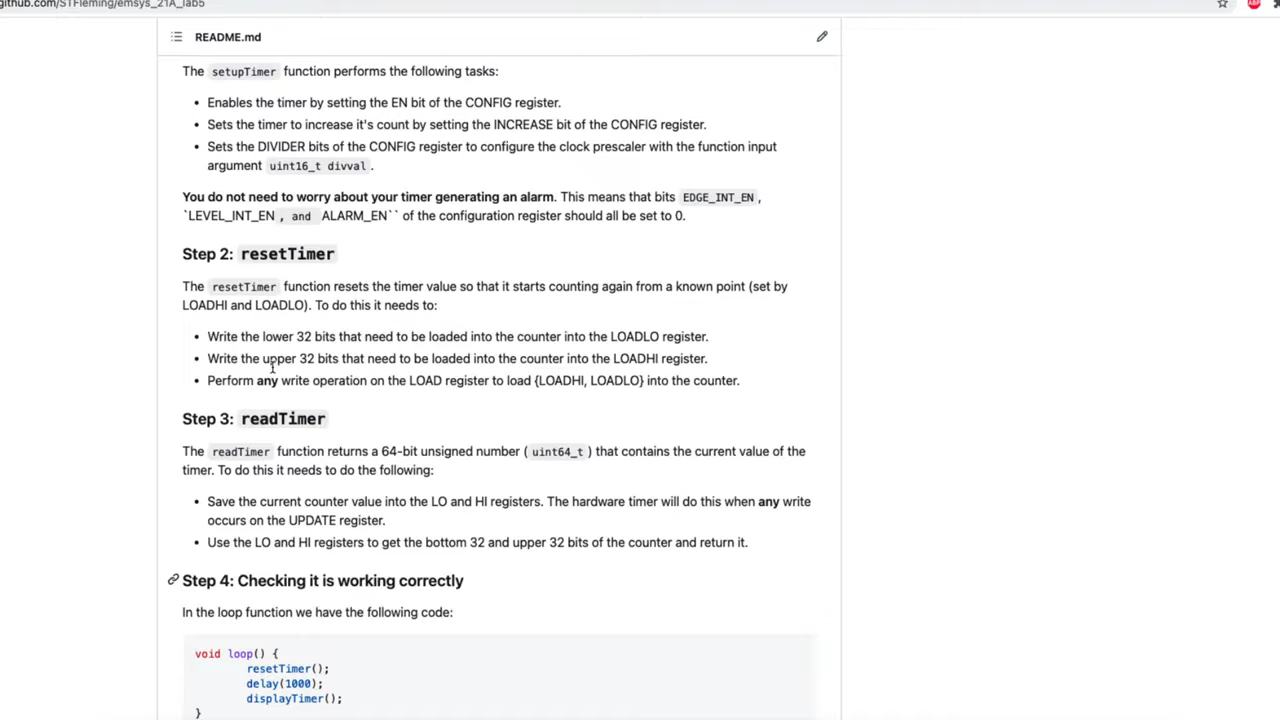 github.com/STFleming/emsys_21A_lab5
README.md
The setupTimer function performs the following tasks:
• Enables the timer by setting the EN bit of the CONFIG register.
• Sets the timer to increase it's count by setting the INCREASE bit of the CONFIG register.
• Sets the DIVIDER bits of the CONFIG register to configure the clock prescaler with the function input
argument uint16_t divval .
You do not need to worry about your timer generating an alarm. This means that bits EDGE_INT_EN ,
`LEVEL_INT_EN , and ALARM_EN`` of the configuration register should all be set to 0.
Step 2: resetTimer
The resetTimer function resets the timer value so that it starts counting again from a known point (set by
LOADHI and LOADLO). To do this it needs to:
• Write the lower 32 bits that need to be loaded into the counter into the LOADLO register.
• Write the upper 32 bits that need to be loaded into the counter into the LOADHI register.
• Perform any write operation on the LOAD register to load {LOADHI, LOADLO} into the counter.
Step 3: readTimer
The readTimer function returns a 64-bit unsigned number ( uint64_t ) that contains the current value of the
timer. To do this it needs to do the following:
• Save the current counter value into the LO and HI registers. The hardware timer will do this when any write
occurs on the UPDATE register.
• Use the LO and HI registers to get the bottom 32 and upper 32 bits of the counter and return it.
Step 4: Checking it is working correctly
In the loop function we have the following code:
void loop() {
resetTimer();
delay(1000);
displayTimer();
}